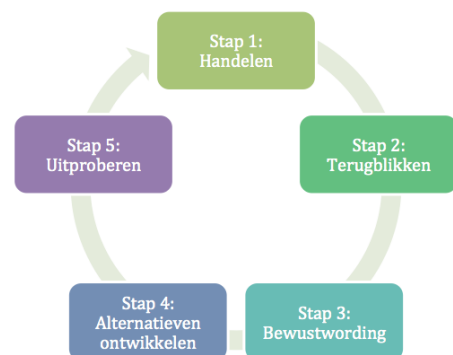 Stap 1:
Handelen
Stap 2:
Terugblikken
Stap 3:
Bewustwording
Stap 4:
Alternatieven
ontwikkelen
Stap 5:
Uitproberen